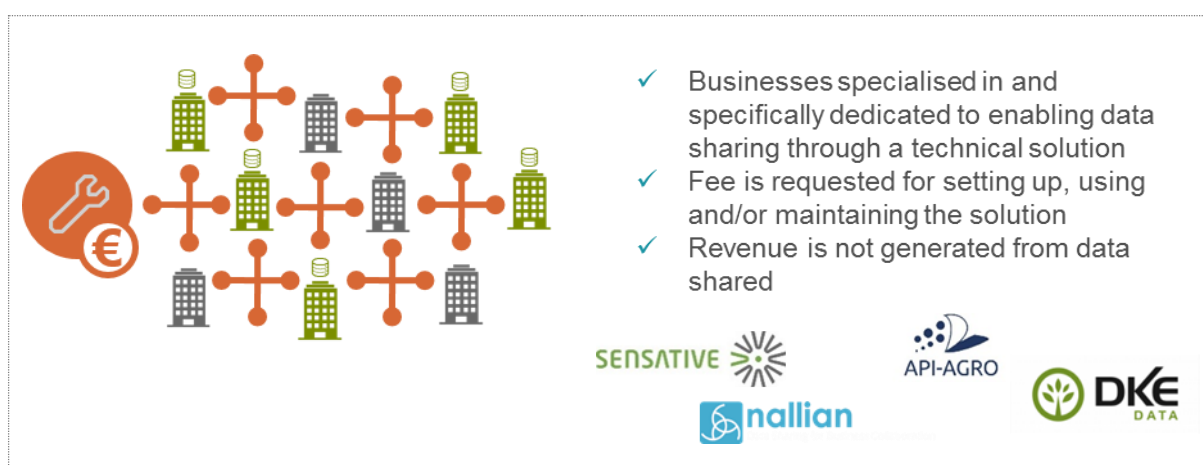 ✓ Businesses specialised in and
specifically dedicated to enabling data
sharing through a technical solution
✓ Fee is requested for setting up, using
and/or maintaining the solution
✓ Revenue is not generated from data
shared
€
SENSATIVE
API-AGRO
nallian
DKE
DATA